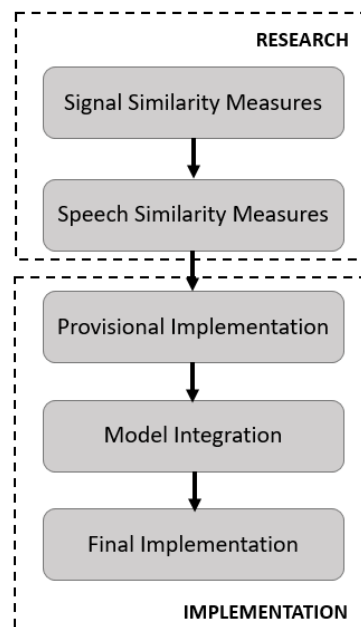 RESEARCH
Signal Similarity Measures
Speech Similarity Measures
Provisional Implementation
Model Integration
Final Implementation
IMPLEMENTATION